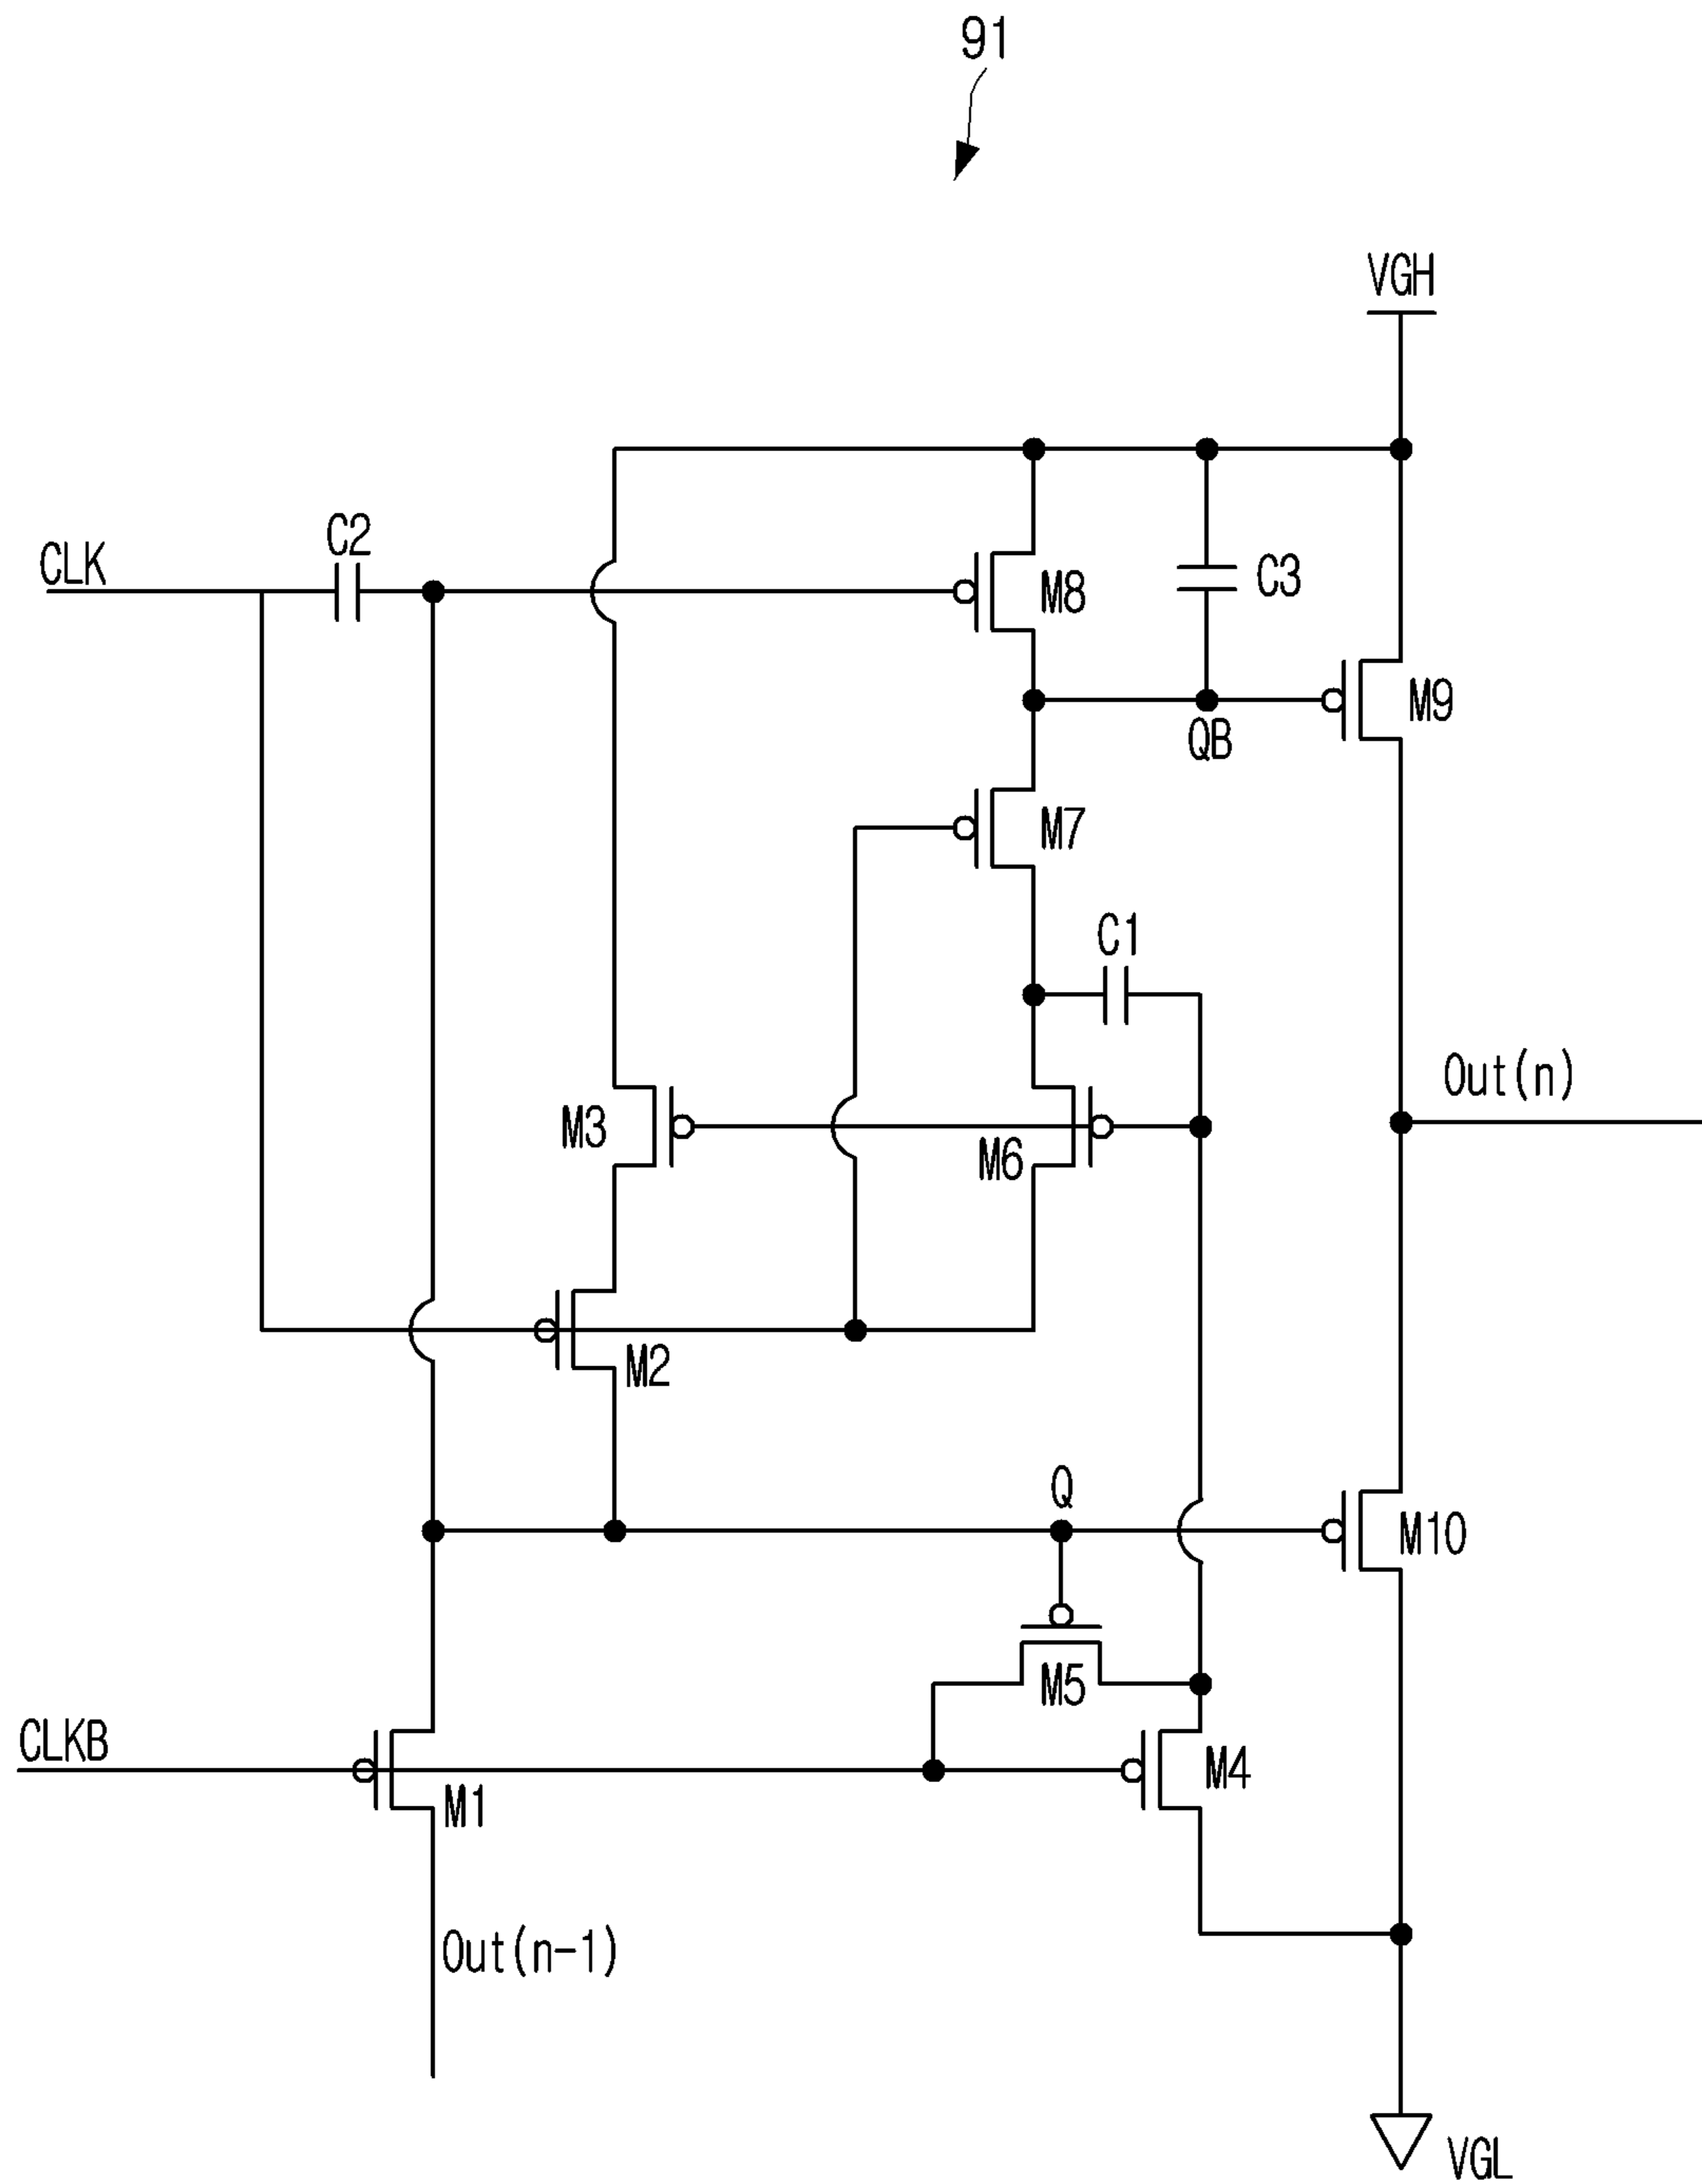 91
VGH
CLK
C2
M8
C3
M9
QB
M7
C1
Out(n)
M3
M6
M2
Q
M10
M5
CLKB
M4
M1
Out(n-1)
VGL